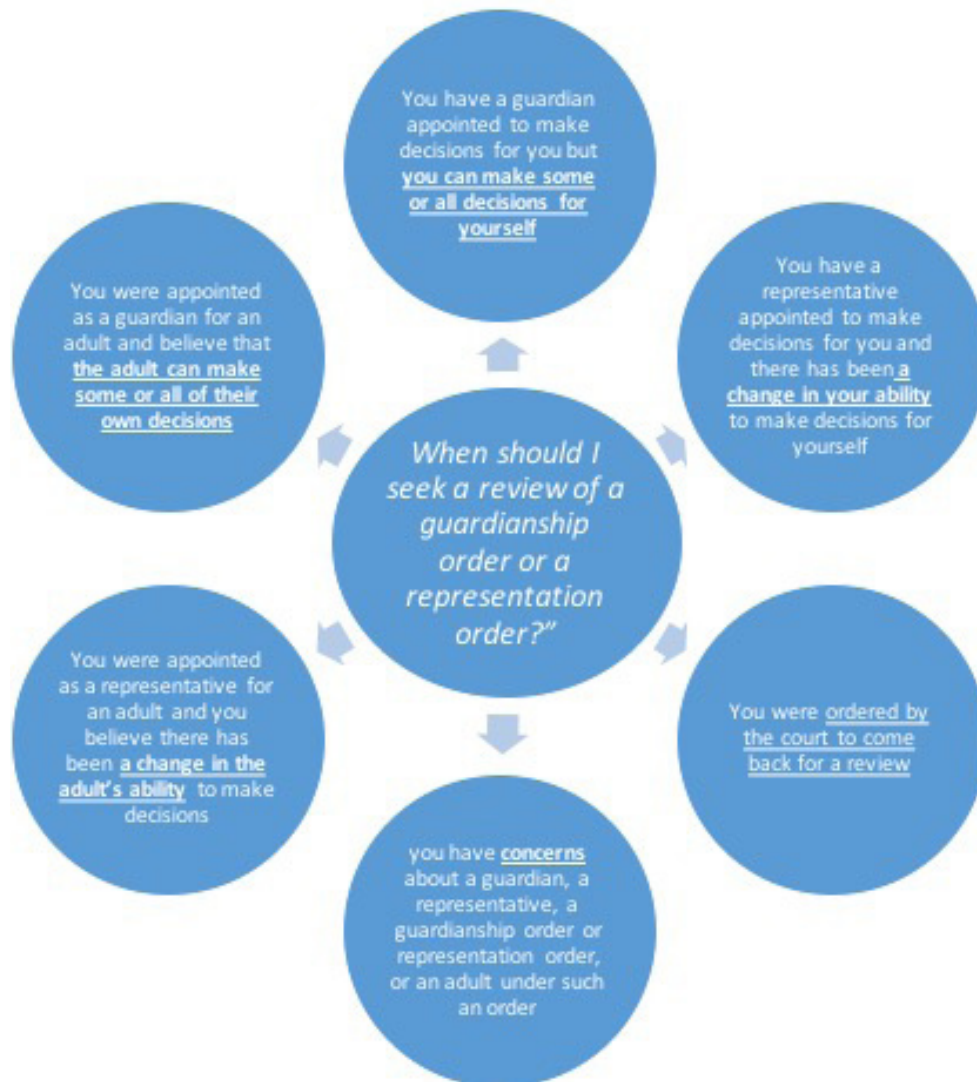 You have a guardian
appointed to make
decisions for you but
you can make some
or all decisions for
yourself
You have a
representative
appointed to make
decisions for you and
there has been a
change in your ability
to make decisions for
yourself
You were ordered by
the court to come
back for a review
you have concerns
about a guardian, a
representative, a
guardianship order or
representation order,
or an adult under such
an order
You were appointed
as a representative for
an adult and you
believe there has
been a change in the
adult's ability to make
decisions
You were appointed
as a guardian for an
adult and believe that
the adult can make
some or all of their
own decisions
When should I
seek a review of a
guardianship
order or a
representation
order?”